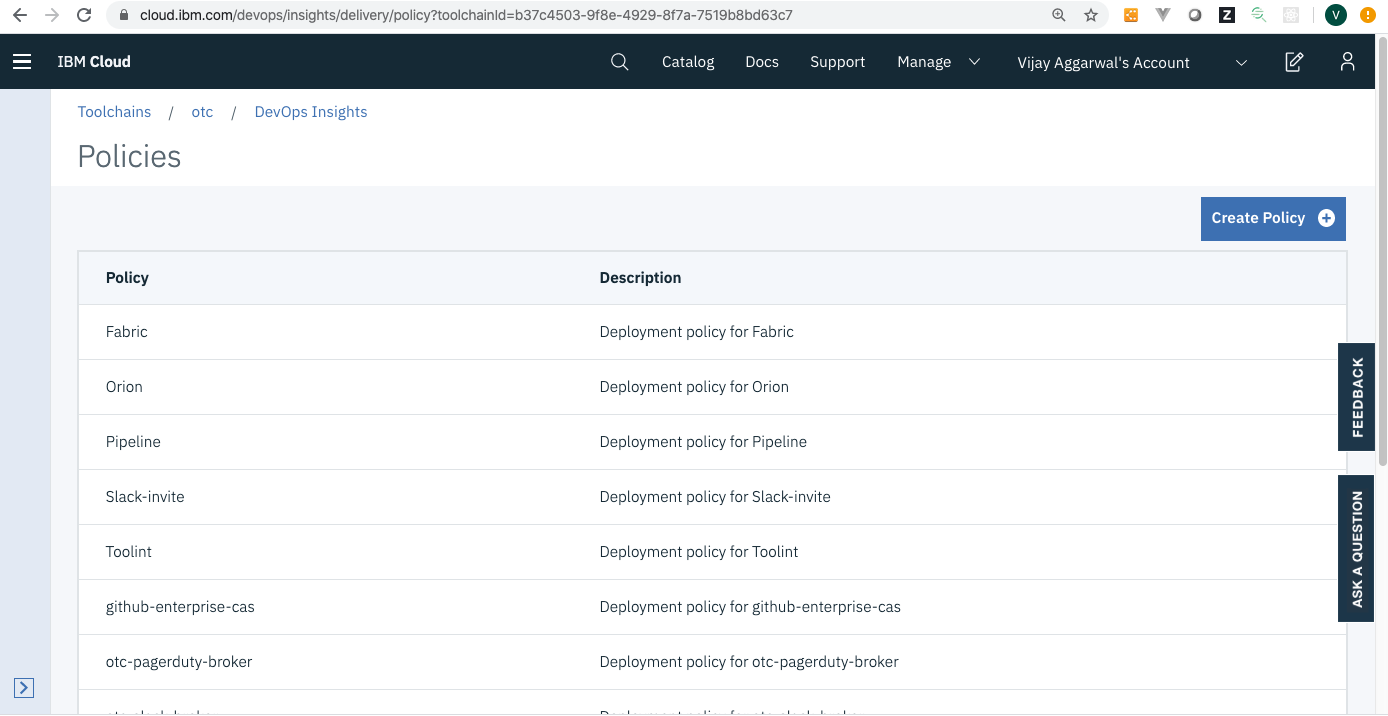 cloud.ibm.com/devops/insights/delivery/policy?toolchainId=b37c4503-9f8e-4929-8f7a-7519b8bd63c7
Z
V
IBM Cloud
Catalog Docs Support Manage Vijay Aggarwal's Account
Toolchains / otc / DevOps Insights
Policies
Create Policy
Policy Description
Fabric Deployment policy for Fabric
Orion Deployment policy for Orion
Pipeline Deployment policy for Pipeline
Slack-invite Deployment policy for Slack-invite
Toolint Deployment policy for Toolint
github-enterprise-cas Deployment policy for github-enterprise-cas
otc-pagerduty-broker Deployment policy for otc-pagerduty-broker
FEEDBACK
ASK A QUESTION